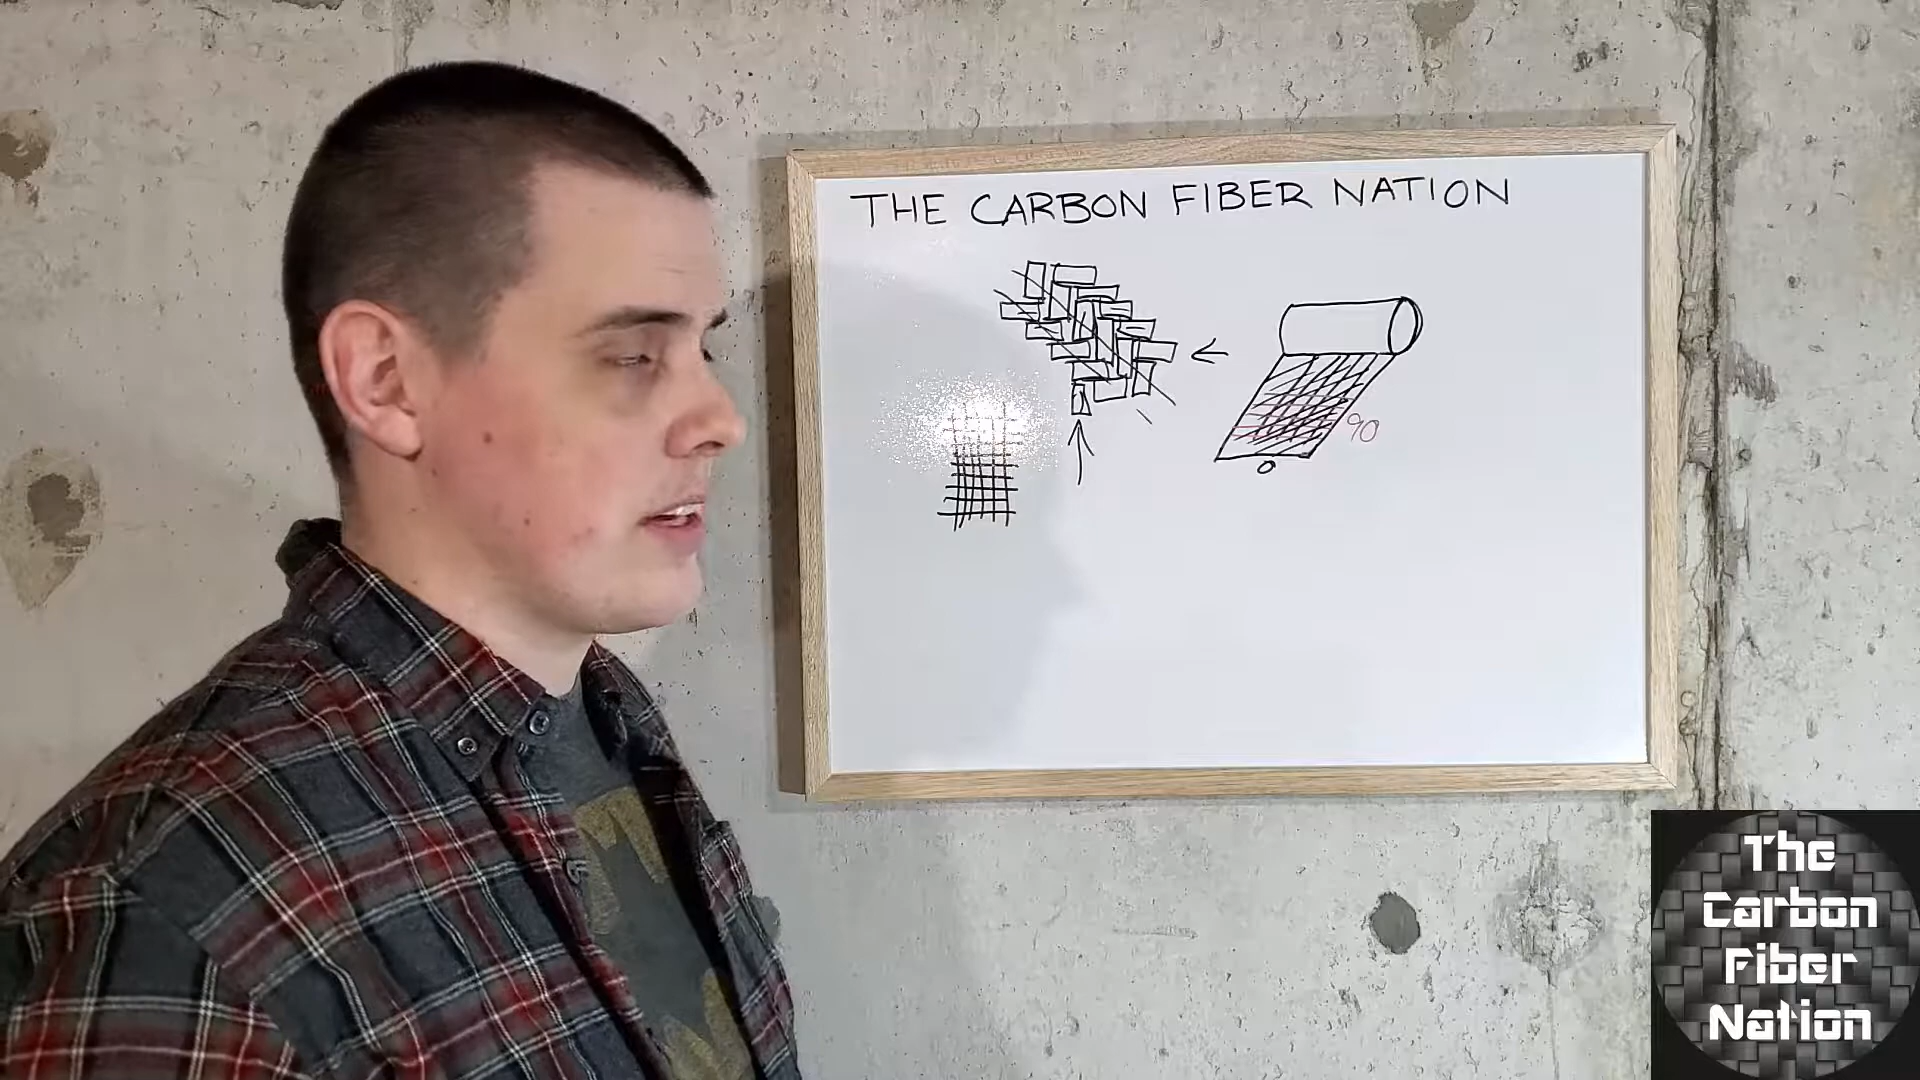 THE CARBON FIBER NATION
90
0
The
Carbon
Fiber
Nation